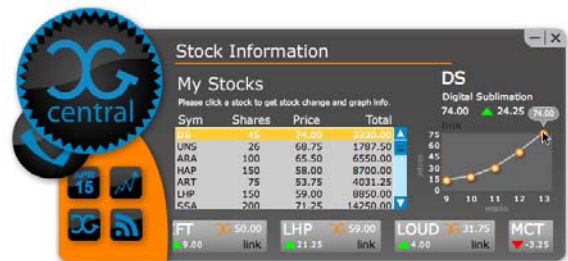 Stock Information
central
My Stocks
Please click a stock to get stock change and graph info.
Sym Shares Price Total
DS 45 74.00 3330.00
UNS 26 68.75 1787.50
ARA 100 65.50 6550.00
HAP 150 58.00 8700.00
ART 75 53.75 4031.25
LHP 150 59.00 8850.00
SSA 200 71.25 14250.00
DS
Digital Sublimation
74.00 24.25 74.00
link
75
60
45
30
15
0
prices
9 10 11 12 13
weeks
APR
15
EFT 50.00
9.00 link
LHP 59.00
21.25 link
LOUD 31.75
4.00 link
MCT
-3.25